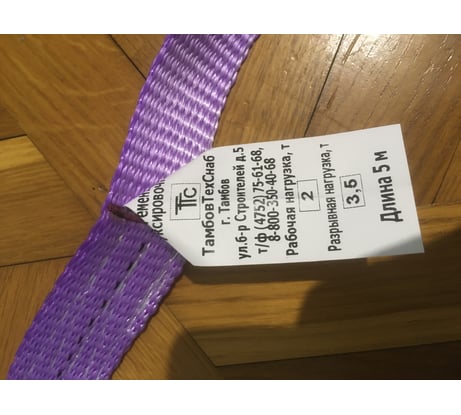 ТТС
ТамбовТехСнаб
г. Тамбов
ул.б-р Строителей д.5
т/ф (4752) 75-61-68,
8-800-350-40-68
Рабочая нагрузка, т
2
Разрывная нагрузка, т
3,5
Длина 5 м